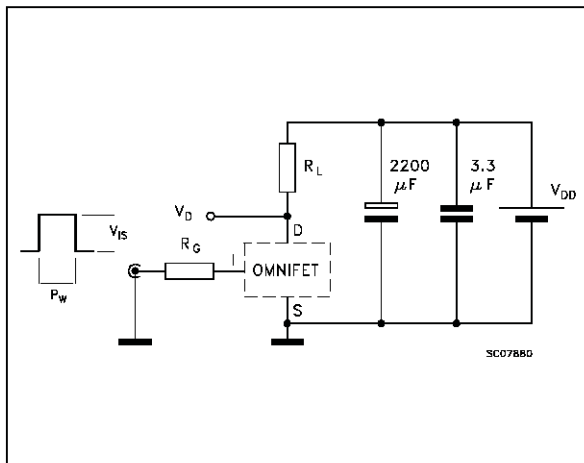 R_L
2200
μF
3.3
μF
V_DD
V_D
D
V_IS
R_G
I
OMNIFET
P_W
S
SC07880